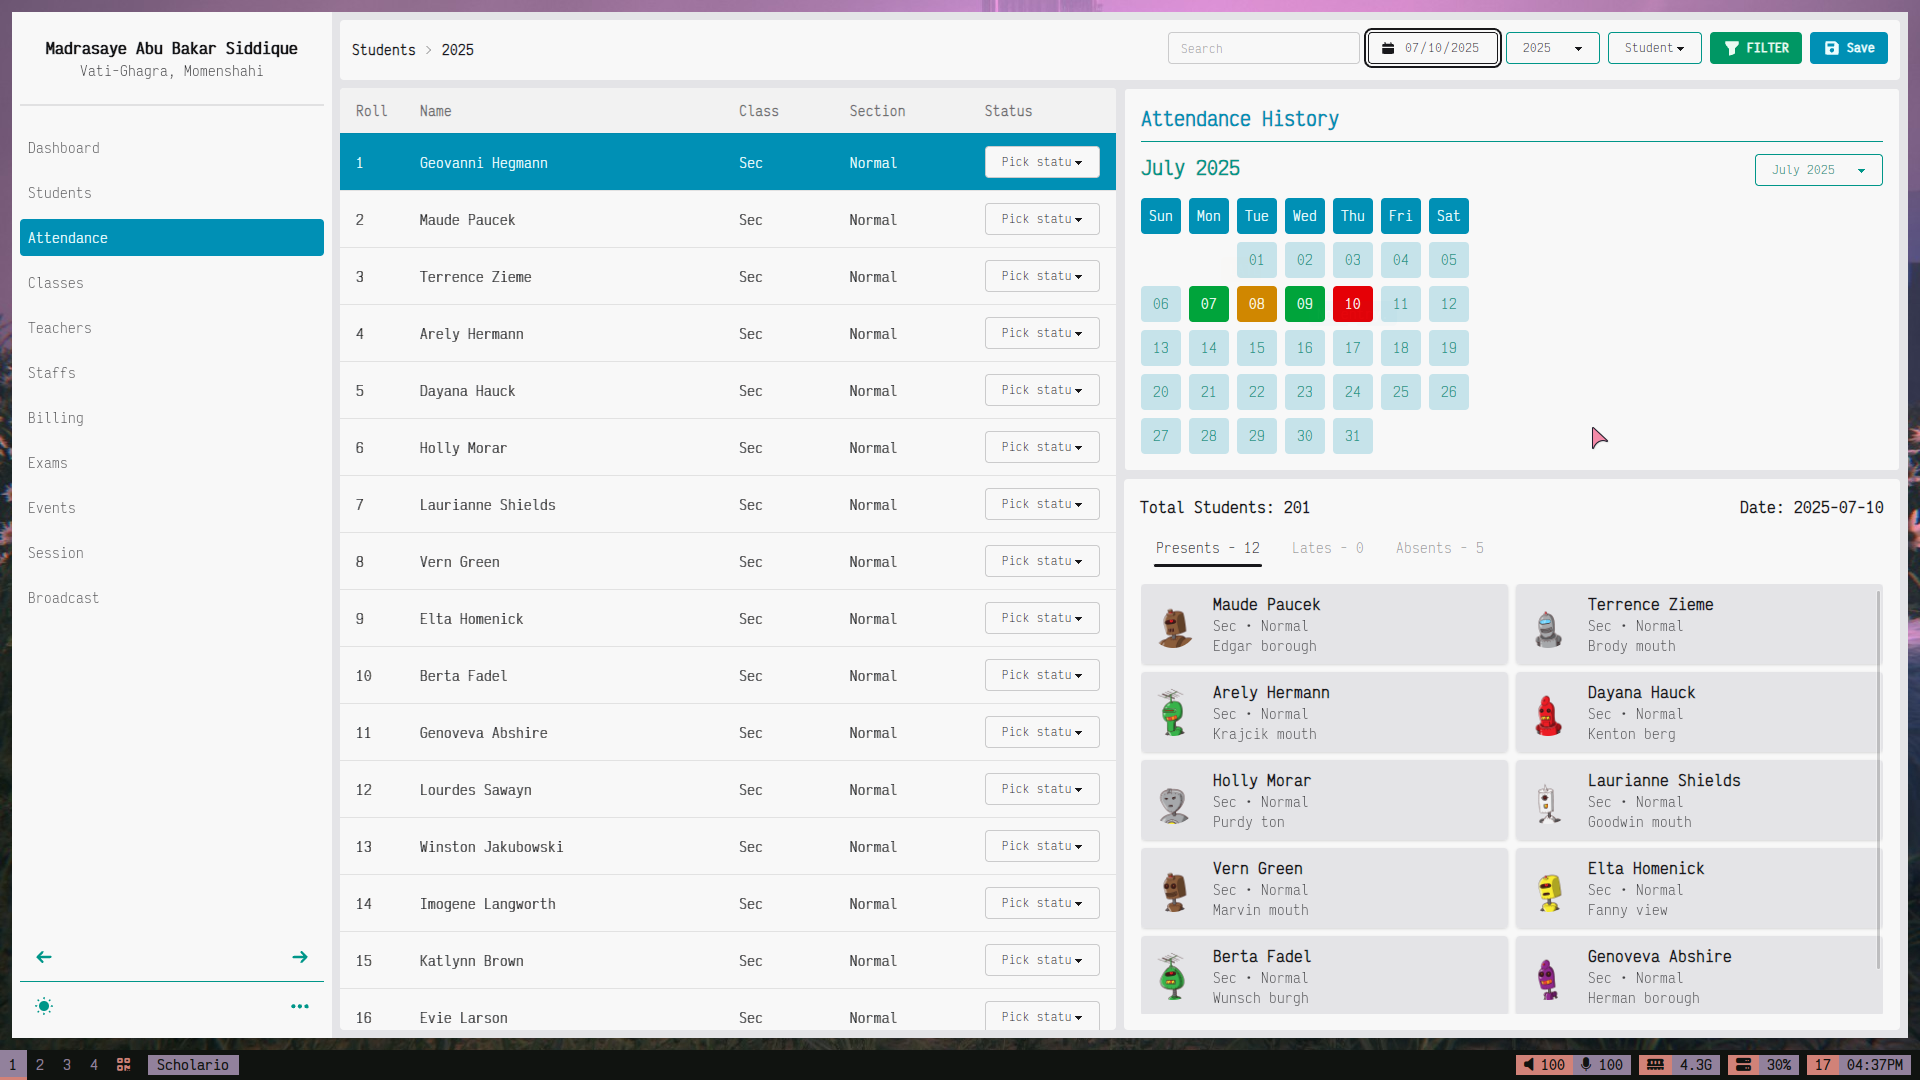 Madrasaye Abu Bakar Siddique
Vati-Ghagra, Momenshahi
Dashboard
Students
Attendance
Classes
Teachers
Staffs
Billing
Exams
Events
Session
Broadcast
Students > 2025
Search
07/10/2025
2025
Student
FILTER
Save
Roll Name Class Section Status
1 Geovanni Hegmann Sec Normal Pick statu
2 Maude Paucek Sec Normal Pick statu
3 Terrence Zieme Sec Normal Pick statu
4 Arely Hermann Sec Normal Pick statu
5 Dayana Hauck Sec Normal Pick statu
6 Holly Morar Sec Normal Pick statu
7 Laurianne Shields Sec Normal Pick statu
8 Vern Green Sec Normal Pick statu
9 Elta Homenick Sec Normal Pick statu
10 Berta Fadel Sec Normal Pick statu
11 Genoveva Abshire Sec Normal Pick statu
12 Lourdes Sawayn Sec Normal Pick statu
13 Winston Jakubowski Sec Normal Pick statu
14 Imogene Langworth Sec Normal Pick statu
15 Katlynn Brown Sec Normal Pick statu
16 Evie Larson Sec Normal Pick statu
Attendance History
July 2025
July 2025
Sun Mon Tue Wed Thu Fri Sat
01 02 03 04 05
06 07 08 09 10 11 12
13 14 15 16 17 18 19
20 21 22 23 24 25 26
27 28 29 30 31
Total Students: 201 Date: 2025-07-10
Presents - 12 Lates - 0 Absents - 5
Maude Paucek
Sec • Normal
Edgar borough
Terrence Zieme
Sec • Normal
Brody mouth
Arely Hermann
Sec • Normal
Krajcik mouth
Dayana Hauck
Sec • Normal
Kenton berg
Holly Morar
Sec • Normal
Purdy ton
Laurianne Shields
Sec • Normal
Goodwin mouth
Vern Green
Sec • Normal
Marvin mouth
Elta Homenick
Sec • Normal
Fanny view
Berta Fadel
Sec • Normal
Wunsch burgh
Genoveva Abshire
Sec • Normal
Herman borough
1 2 3 4 Scholario 100 100 4.3G 30% 17 04:37PM